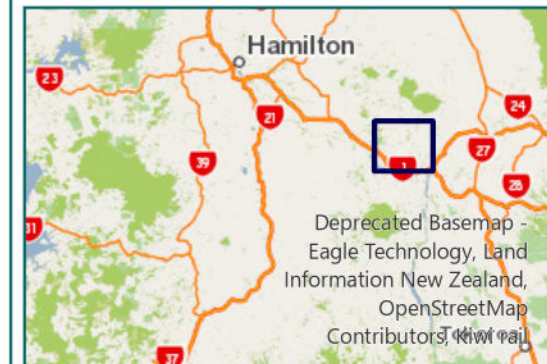 Hamilton
23
24
21
27
1
39
28
31
Deprecated Basemap -
Eagle Technology, Land
Information New Zealand,
OpenStreetMap
Contributors, Kiwi rail
37